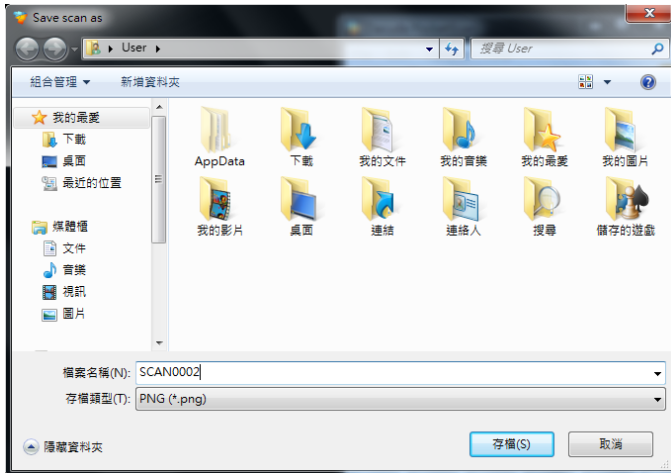 Save scan as
User
搜尋 User
組合管理
新增資料夾
我的最愛
下載
桌面
最近的位置
媒體櫃
文件
音樂
視訊
圖片
AppData
下載
我的文件
我的音樂
我的最愛
我的圖片
我的影片
桌面
連結
連絡人
搜尋
儲存的遊戲
檔案名稱(N): SCAN0002
存檔類型(T): PNG (*.png)
隱藏資料夾
存檔(S)
取消